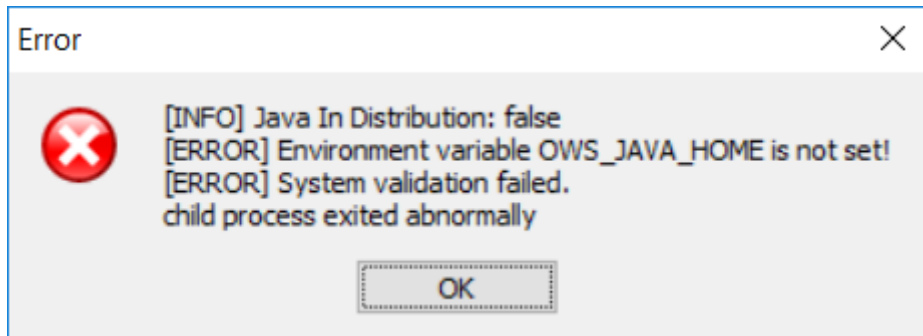 Error
[INFO] Java In Distribution: false
[ERROR] Environment variable OWS_JAVA_HOME is not set!
[ERROR] System validation failed.
child process exited abnormally
OK